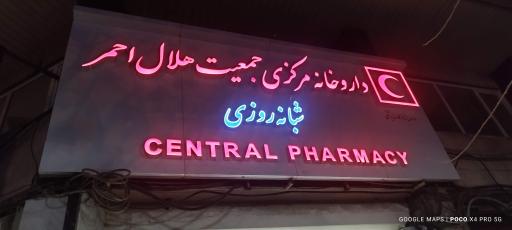 داروخانه مرکزی جمعیت هلال احمر
شبانه روزی
CENTRAL PHARMACY
GOOGLE MAPS | POCO X4 PRO 5G